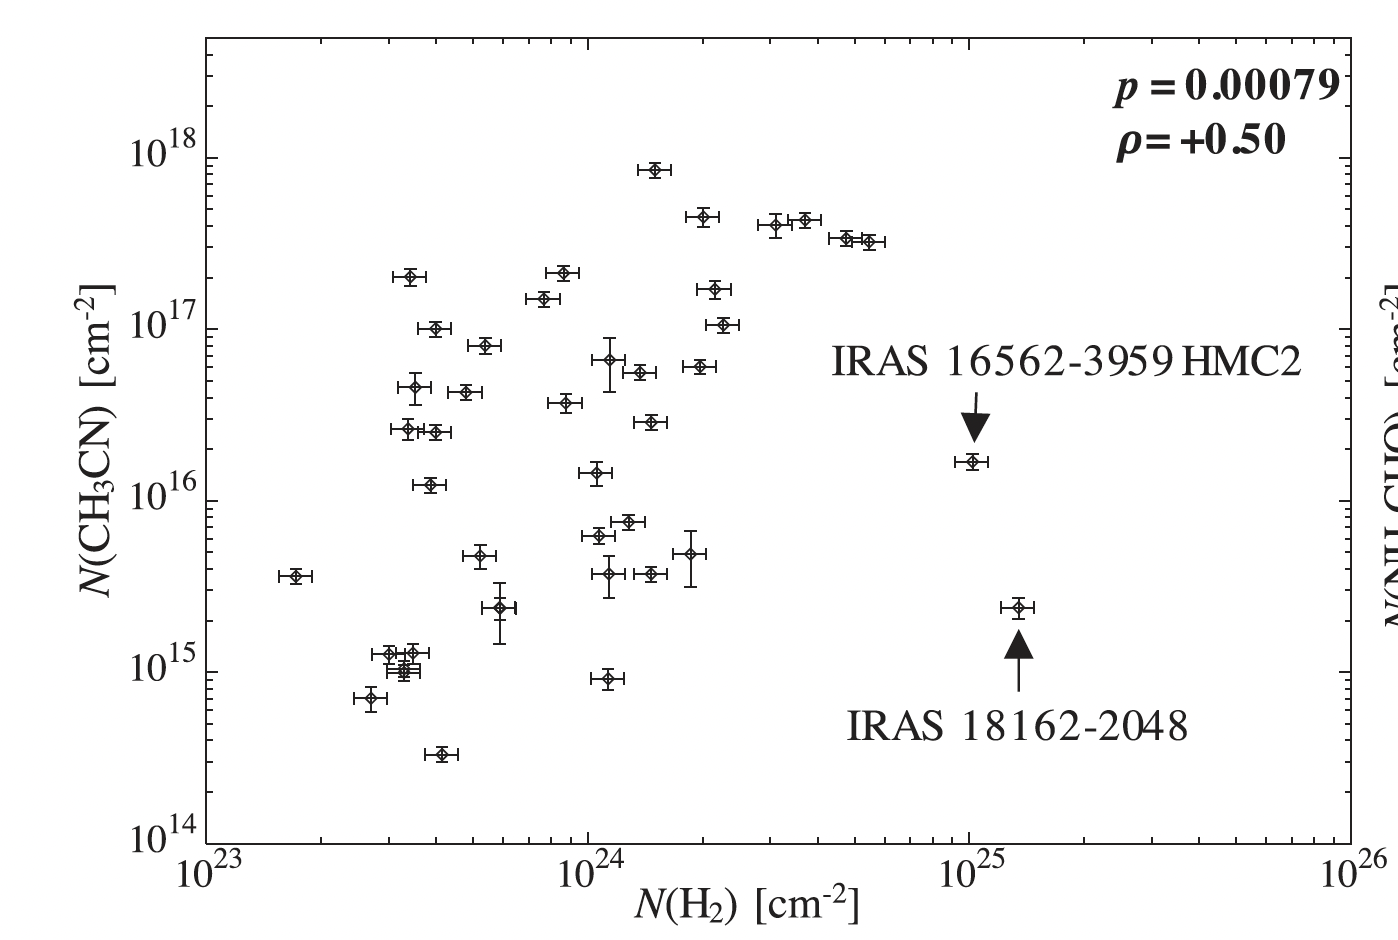 p = 0.00079
ρ= +0.50
10^18
10^17
10^16
10^15
10^14
N(CH₃CN) [cm^-2]
IRAS 16562-3959 HMC2
IRAS 18162-2048
10^23
10^24
10^25
10^26
N(H₂) [cm^-2]